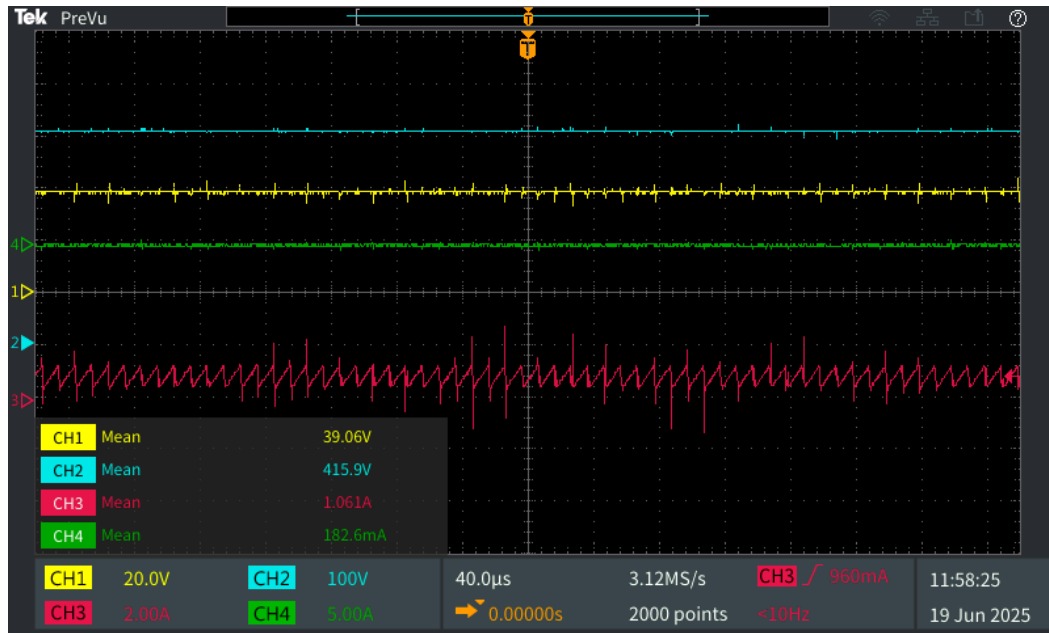 Tek PreVu
T
T
4
1
2
3
CH1 Mean 39.06V
CH2 Mean 415.9V
CH3 Mean 1.061A
CH4 Mean 182.6mA
CH1 20.0V CH2 100V 40.0µs 3.12MS/s CH3 960mA 11:58:25
CH3 2.00A CH4 5.00A 0.00000s 2000 points <10Hz 19 Jun 2025